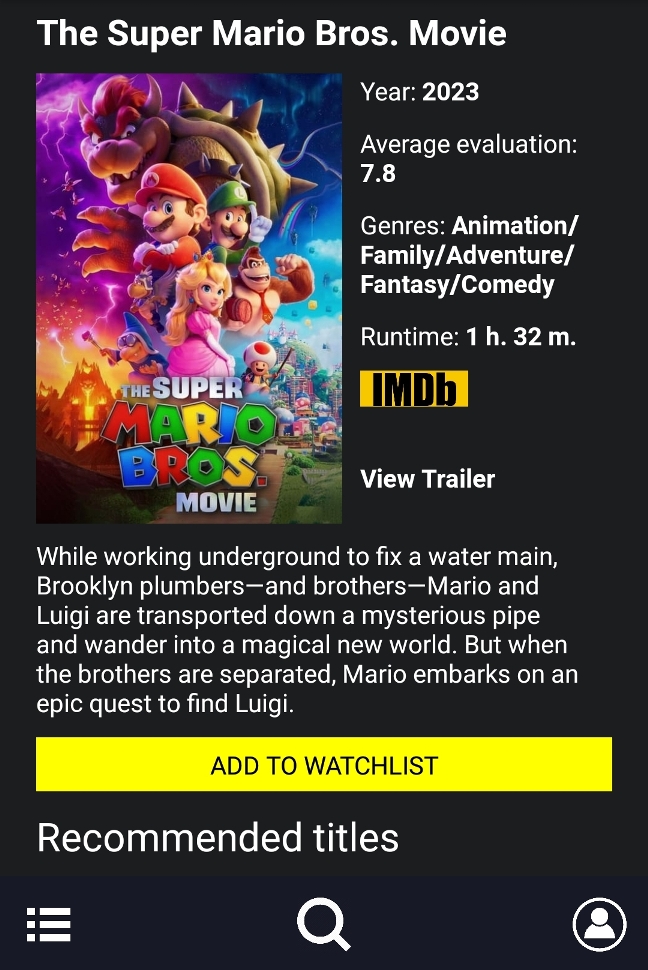 The Super Mario Bros. Movie
Year: 2023
Average evaluation:
7.8
Genres: Animation/
Family/Adventure/
Fantasy/Comedy
Runtime: 1 h. 32 m.
IMDb
View Trailer
THE SUPER
MARIO
BROS.
MOVIE
While working underground to fix a water main,
Brooklyn plumbers—and brothers—Mario and
Luigi are transported down a mysterious pipe
and wander into a magical new world. But when
the brothers are separated, Mario embarks on an
epic quest to find Luigi.
ADD TO WATCHLIST
Recommended titles